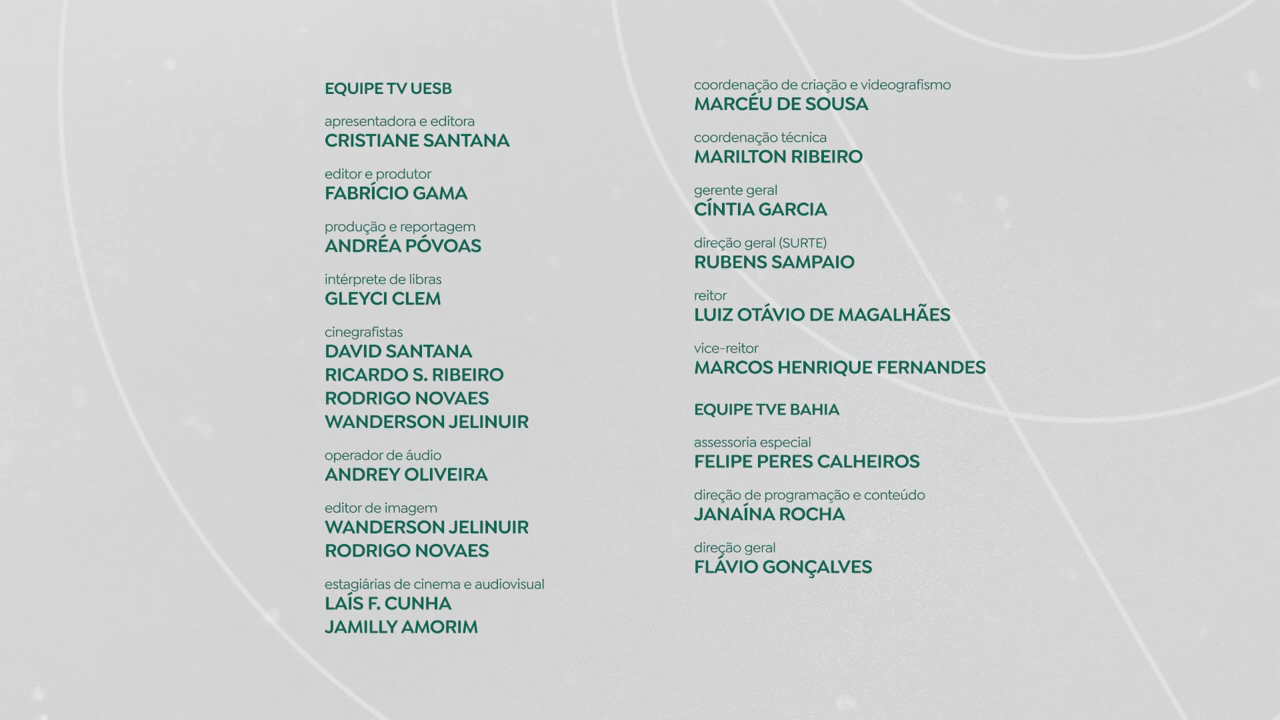 EQUIPE TV UESB
apresentadora e editora
CRISTIANE SANTANA
editor e produtor
FABRÍCIO GAMA
produção e reportagem
ANDRÉA PÓVOAS
intérprete de libras
GLEYCI CLEM
cinegrafistas
DAVID SANTANA
RICARDO S. RIBEIRO
RODRIGO NOVAES
WANDERSON JELINUIR
operador de áudio
ANDREY OLIVEIRA
editor de imagem
WANDERSON JELINUIR
RODRIGO NOVAES
estagiárias de cinema e audiovisual
LAÍS F. CUNHA
JAMILLY AMORIM
coordenação de criação e videografismo
MARCÉU DE SOUSA
coordenação técnica
MARILTON RIBEIRO
gerente geral
CÍNTIA GARCIA
direção geral (SURTE)
RUBENS SAMPAIO
reitor
LUIZ OTÁVIO DE MAGALHÃES
vice-reitor
MARCOS HENRIQUE FERNANDES
EQUIPE TVE BAHIA
assessoria especial
FELIPE PERES CALHEIROS
direção de programação e conteúdo
JANAÍNA ROCHA
direção geral
FLÁVIO GONÇALVES